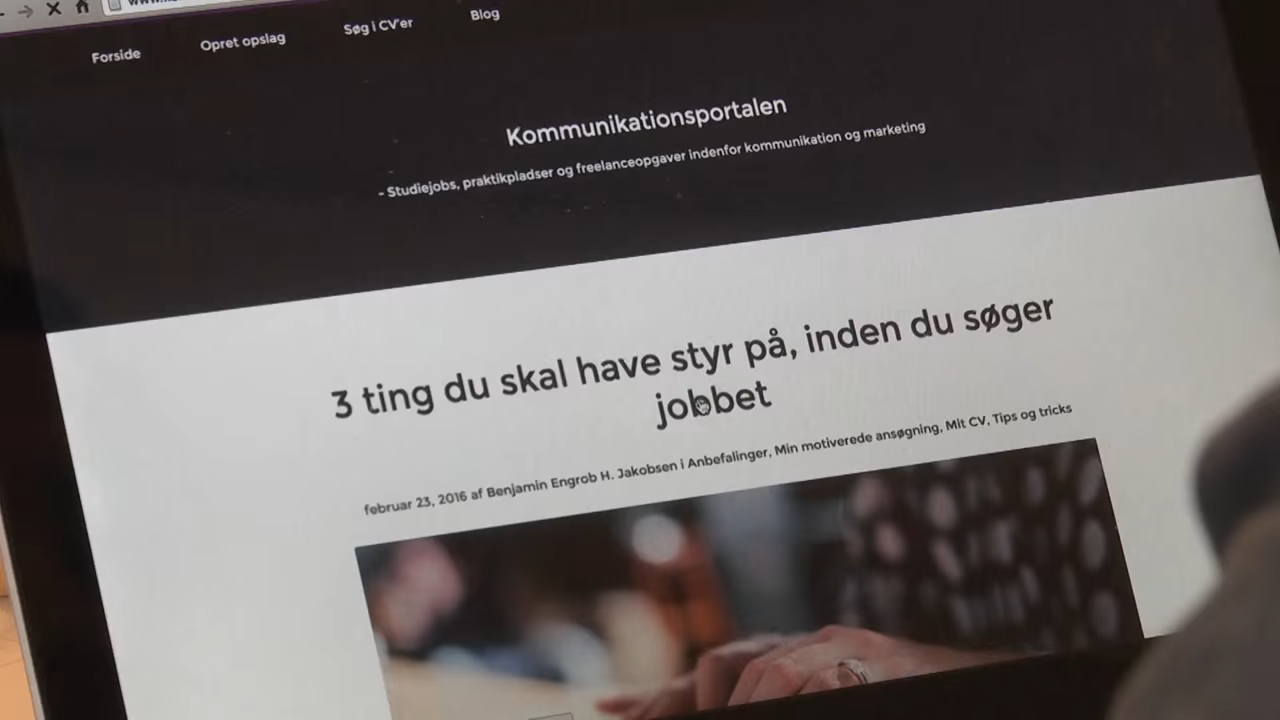 Forside
Opret opslag
Søg i CV'er
Blog
Kommunikationsportalen
- Studiejobs, praktikpladser og freelanceopgaver indenfor kommunikation og marketing
3 ting du skal have styr på, inden du søger
jobbet
februar 23, 2016 af Benjamin Engrob H. Jakobsen i Anbefalinger, Min motiverede ansøgning, Mit CV, Tips og tricks